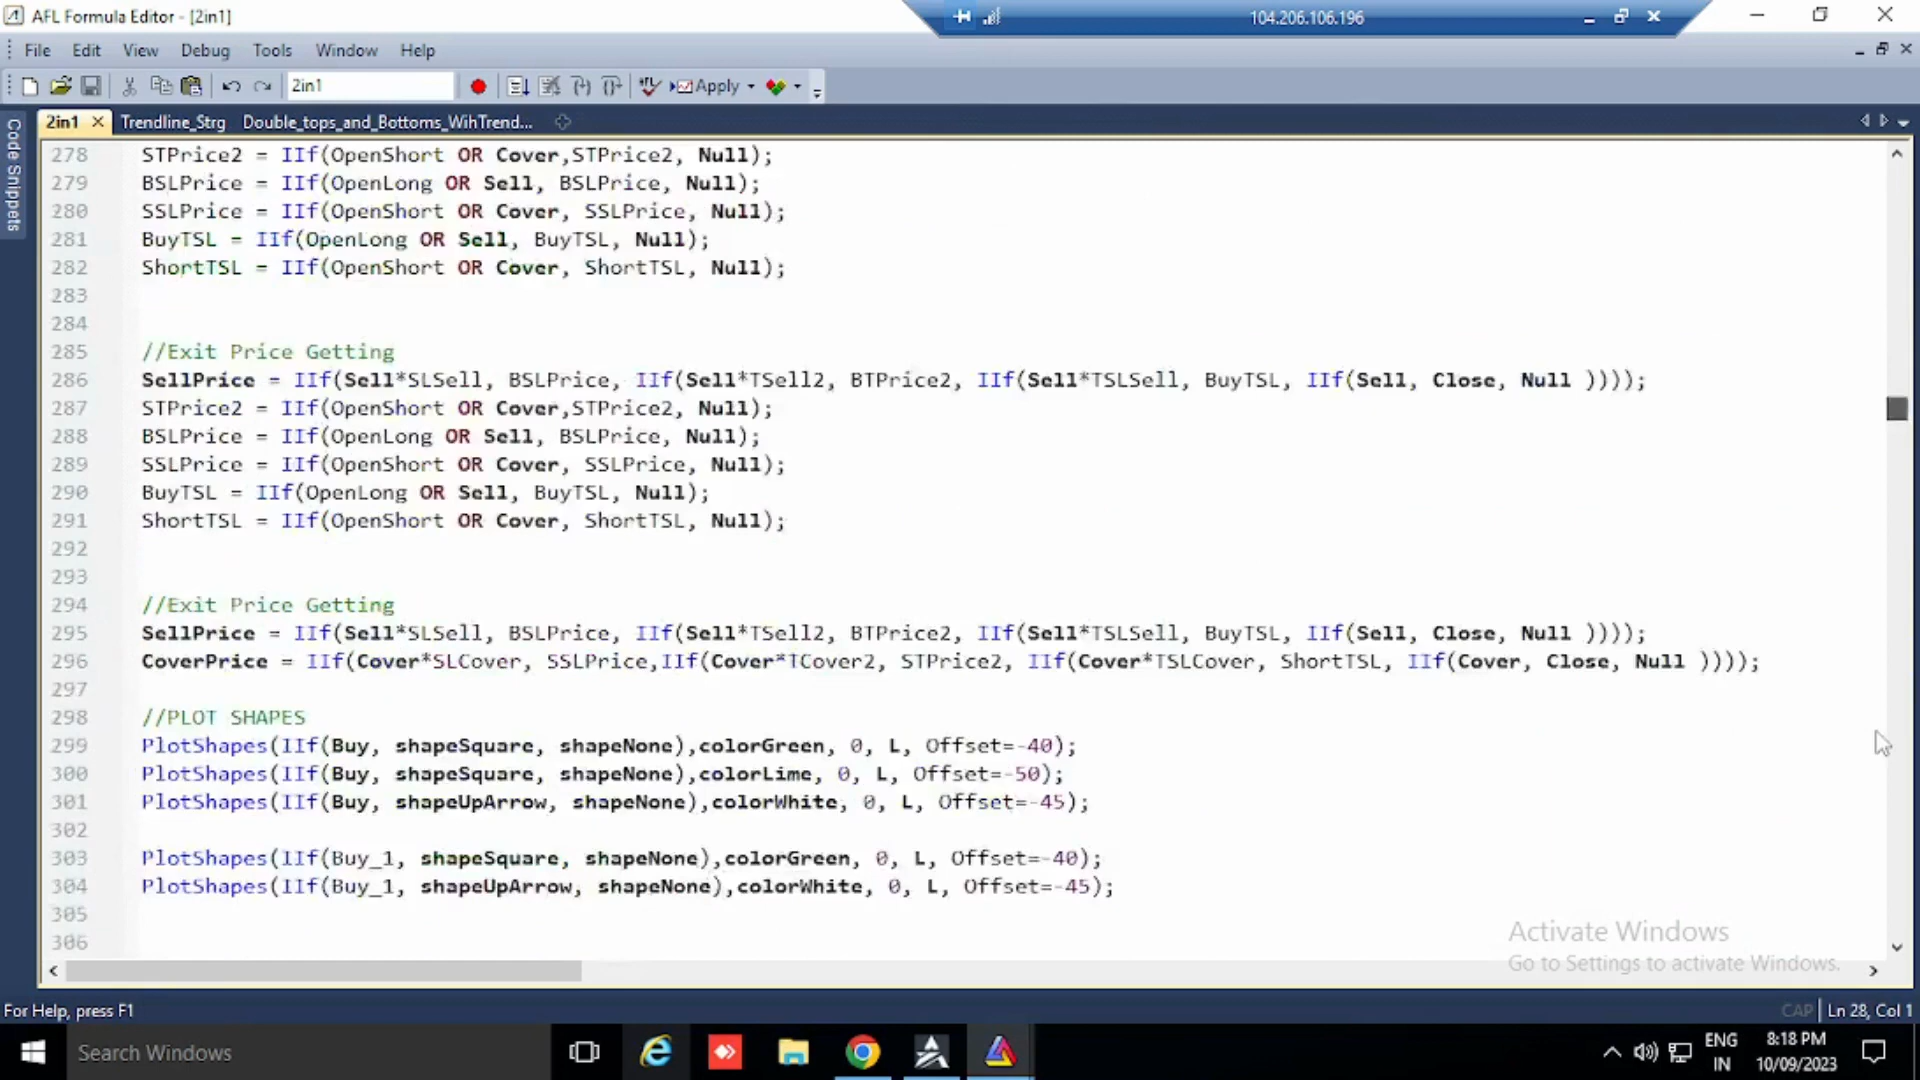 AFL Formula Editor - [2in1]
104.206.106.196
File Edit View Debug Tools Window Help
2in1 Apply
2in1 Trendline_Strg Double_tops_and_Bottoms_WihTrend...
Code Snippets
278 STPrice2 = IIf(OpenShort OR Cover,STPrice2, Null);
279 BSLPrice = IIf(OpenLong OR Sell, BSLPrice, Null);
280 SSLPrice = IIf(OpenShort OR Cover, SSLPrice, Null);
281 BuyTSL = IIf(OpenLong OR Sell, BuyTSL, Null);
282 ShortTSL = IIf(OpenShort OR Cover, ShortTSL, Null);
283
284
285 //Exit Price Getting
286 SellPrice = IIf(Sell*SLSell, BSLPrice, IIf(Sell*TSell2, BTPrice2, IIf(Sell*TSLSell, BuyTSL, IIf(Sell, Close, Null ))));
287 STPrice2 = IIf(OpenShort OR Cover,STPrice2, Null);
288 BSLPrice = IIf(OpenLong OR Sell, BSLPrice, Null);
289 SSLPrice = IIf(OpenShort OR Cover, SSLPrice, Null);
290 BuyTSL = IIf(OpenLong OR Sell, BuyTSL, Null);
291 ShortTSL = IIf(OpenShort OR Cover, ShortTSL, Null);
292
293
294 //Exit Price Getting
295 SellPrice = IIf(Sell*SLSell, BSLPrice, IIf(Sell*TSell2, BTPrice2, IIf(Sell*TSLSell, BuyTSL, IIf(Sell, Close, Null ))));
296 CoverPrice = IIf(Cover*SLCover, SSLPrice,IIf(Cover*TCover2, STPrice2, IIf(Cover*TSLCover, ShortTSL, IIf(Cover, Close, Null ))));
297
298 //PLOT SHAPES
299 PlotShapes(IIf(Buy, shapeSquare, shapeNone),colorGreen, 0, L, Offset=-40);
300 PlotShapes(IIf(Buy, shapeSquare, shapeNone),colorLime, 0, L, Offset=-50);
301 PlotShapes(IIf(Buy, shapeUpArrow, shapeNone),colorWhite, 0, L, Offset=-45);
302
303 PlotShapes(IIf(Buy_1, shapeSquare, shapeNone),colorGreen, 0, L, Offset=-40);
304 PlotShapes(IIf(Buy_1, shapeUpArrow, shapeNone),colorWhite, 0, L, Offset=-45);
305
306
Activate Windows
Go to Settings to activate Windows.
For Help, press F1
CAP Ln 28, Col 1
Search Windows
ENG
IN
8:18 PM
10/09/2023